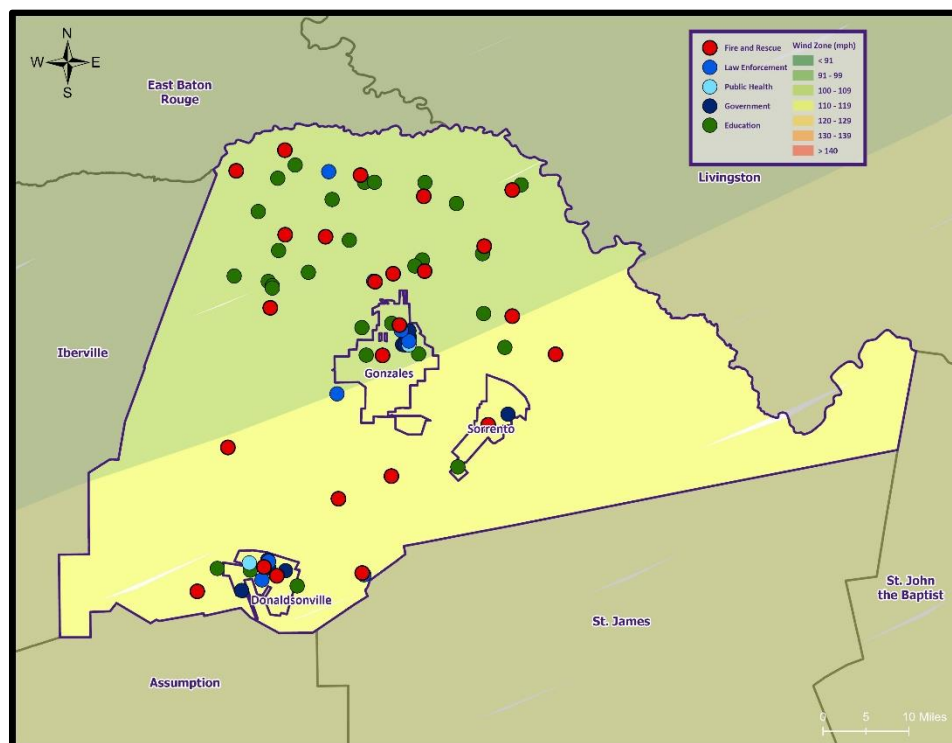 N
W E
S
East Baton
Rouge
Fire and Rescue
Law Enforcement
Public Health
Government
Education
Wind Zone (mph)
< 91
91 - 99
100 - 109
110 - 119
120 - 129
130 - 139
> 140
Livingston
Iberville
Gonzales
Sorrento
Donaldsonville
St. James
St. John
the Baptist
Assumption
0 5 10 Miles